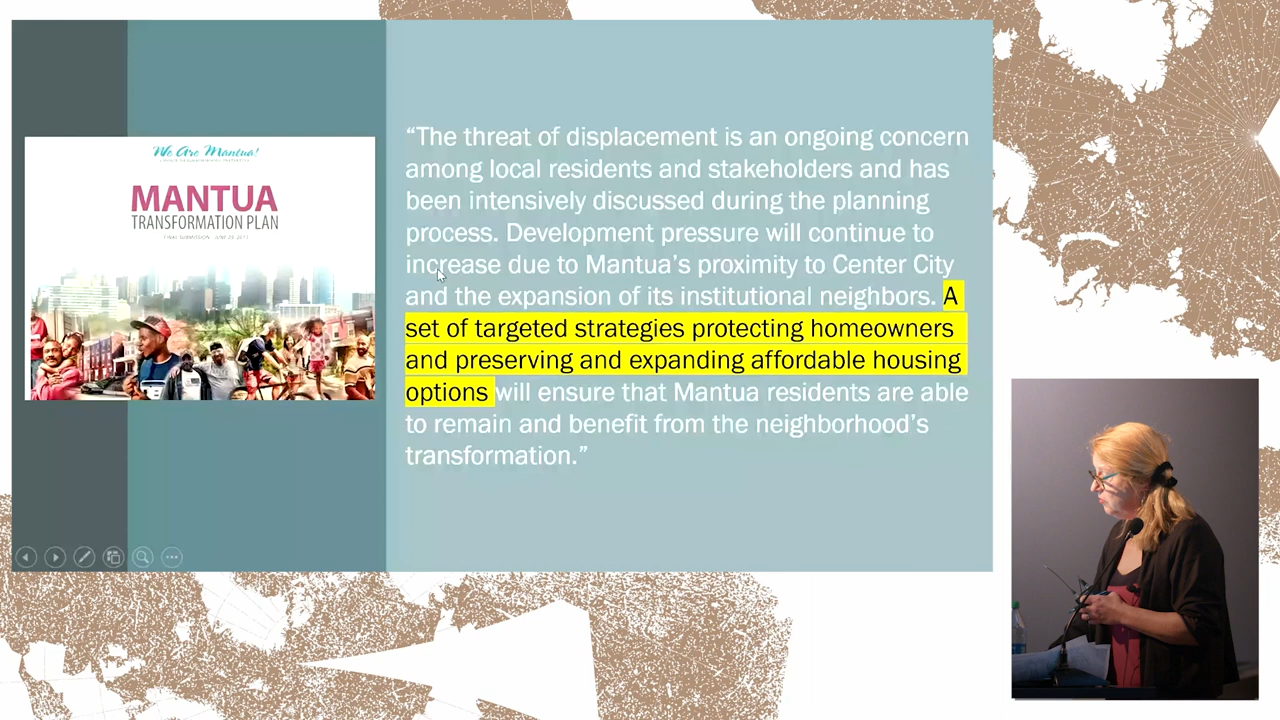 We Are Mantua!
MANTUA
TRANSFORMATION PLAN
“The threat of displacement is an ongoing concern
among local residents and stakeholders and has
been intensively discussed during the planning
process. Development pressure will continue to
increase due to Mantua’s proximity to Center City
and the expansion of its institutional neighbors. A
set of targeted strategies protecting homeowners
and preserving and expanding affordable housing
options will ensure that Mantua residents are able
to remain and benefit from the neighborhood’s
transformation.”